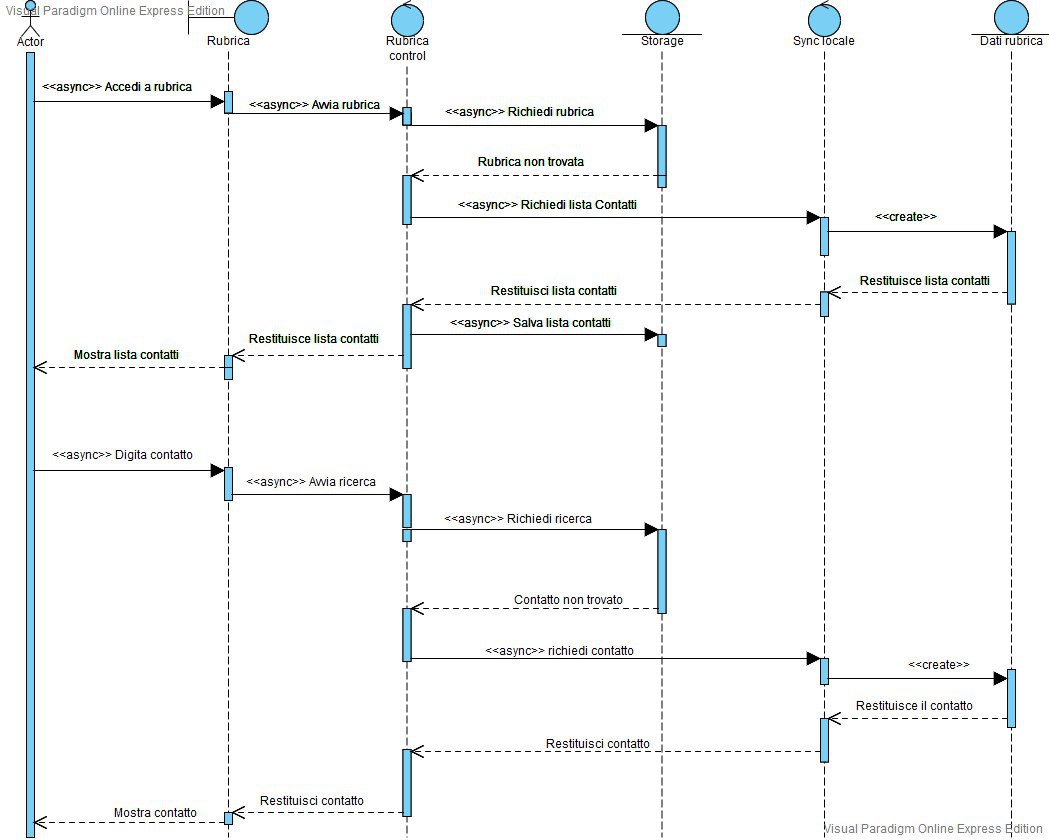 Visual Paradigm Online Express Edition
Actor
Rubrica
Rubrica
control
Storage
Sync locale
Dati rubrica
<<async>> Accedi a rubrica
<<async>> Avvia rubrica
<<async>> Richiedi rubrica
Rubrica non trovata
<<async>> Richiedi lista Contatti
<<create>>
Restituisce lista contatti
Restituisci lista contatti
<<async>> Salva lista contatti
Restituisce lista contatti
Mostra lista contatti
<<async>> Digita contatto
<<async>> Avvia ricerca
<<async>> Richiedi ricerca
Contatto non trovato
<<async>> richiedi contatto
<<create>>
Restituisce il contatto
Restituisci contatto
Restituisci contatto
Mostra contatto
Visual Paradigm Online Express Edition